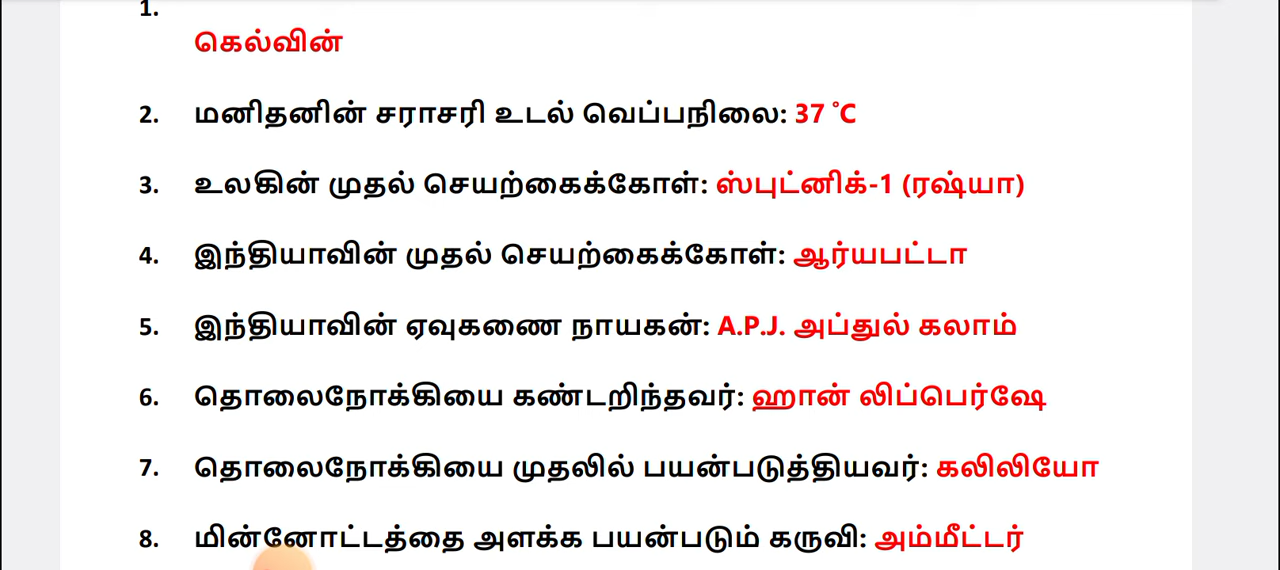 1.
கெல்வின்
2. மனிதனின் சராசரி உடல் வெப்பநிலை: 37 °C
3. உலகின் முதல் செயற்கைக்கோள்: ஸ்புட்னிக்-1 (ரஷ்யா)
4. இந்தியாவின் முதல் செயற்கைக்கோள்: ஆர்யபட்டா
5. இந்தியாவின் ஏவுகணை நாயகன்: A.P.J. அப்துல் கலாம்
6. தொலைநோக்கியை கண்டறிந்தவர்: ஹான் லிப்பெர்ஷே
7. தொலைநோக்கியை முதலில் பயன்படுத்தியவர்: கலிலியோ
8. மின்னோட்டத்தை அளக்க பயன்படும் கருவி: அம்மீட்டர்